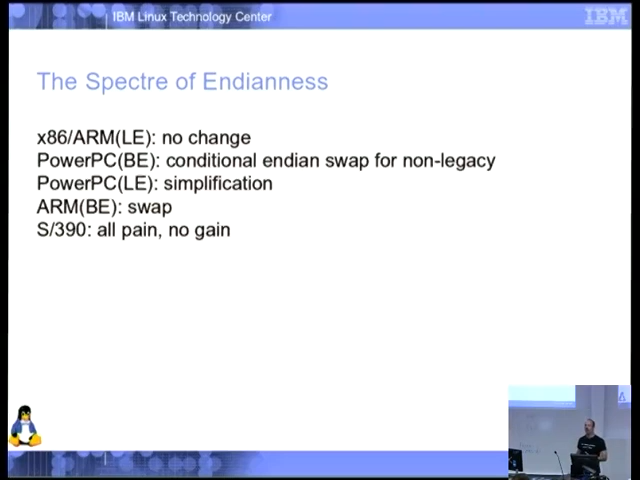 IBM Linux Technology Center
IBM
The Spectre of Endianness
x86/ARM(LE): no change
PowerPC(BE): conditional endian swap for non-legacy
PowerPC(LE): simplification
ARM(BE): swap
S/390: all pain, no gain